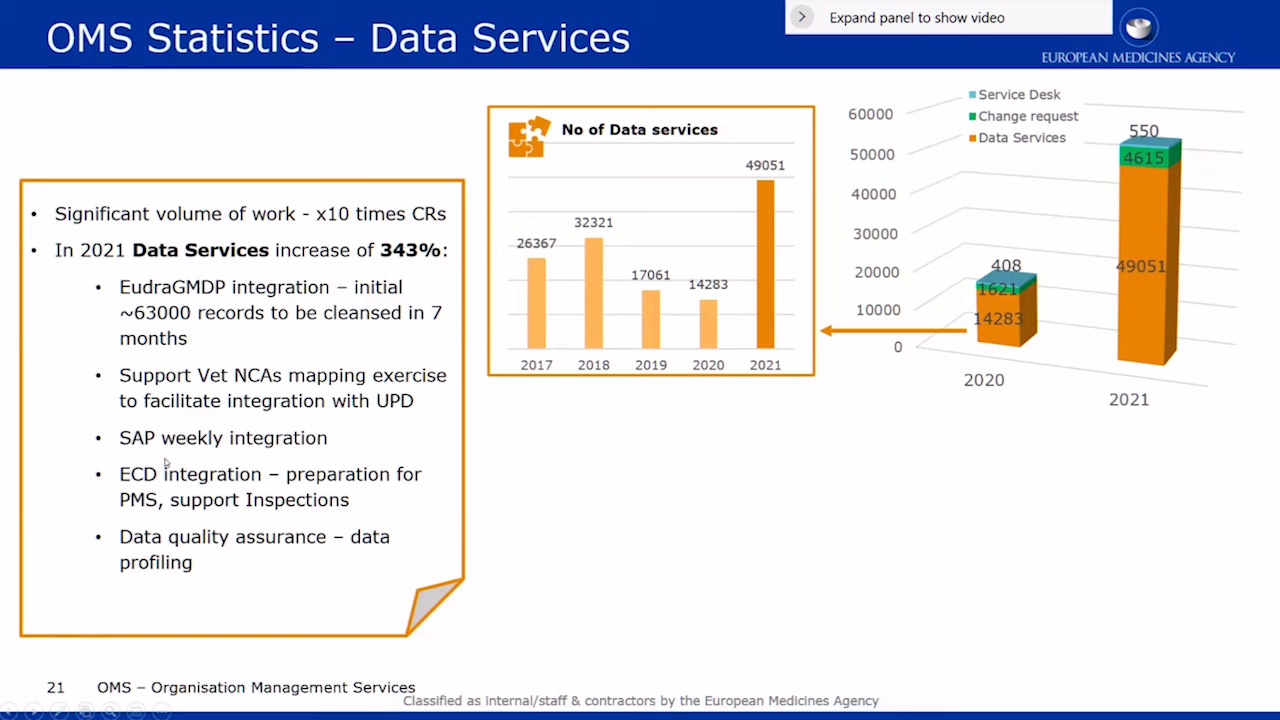 OMS Statistics – Data Services
Expand panel to show video
EUROPEAN MEDICINES AGENCY
• Significant volume of work - x10 times CRs
• In 2021 Data Services increase of 343%:
• EudraGMDP integration – initial
~63000 records to be cleansed in 7
months
• Support Vet NCAs mapping exercise
to facilitate integration with UPD
• SAP weekly integration
• ECD integration – preparation for
PMS, support Inspections
• Data quality assurance – data
profiling
No of Data services
26367
32321
17061
14283
49051
2017 2018 2019 2020 2021
Service Desk
Change request
Data Services
60000
50000
40000
30000
20000
10000
0
408
1621
14283
550
4615
49051
2020
2021
21 OMS – Organisation Management Services
Classified as internal/staff & contractors by the European Medicines Agency